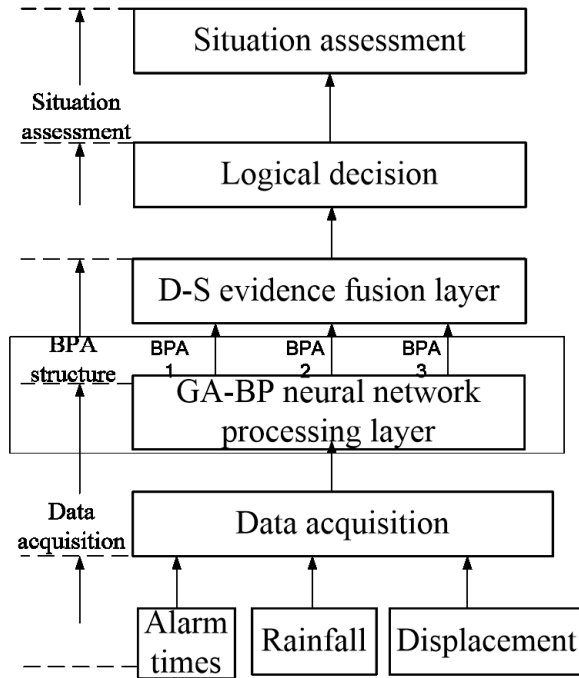 Situation assessment
Situation
assessment
Logical decision
D-S evidence fusion layer
BPA
structure
BPA
1
BPA
2
BPA
3
GA-BP neural network
processing layer
Data
acquisition
Data acquisition
Alarm
times
Rainfall
Displacement